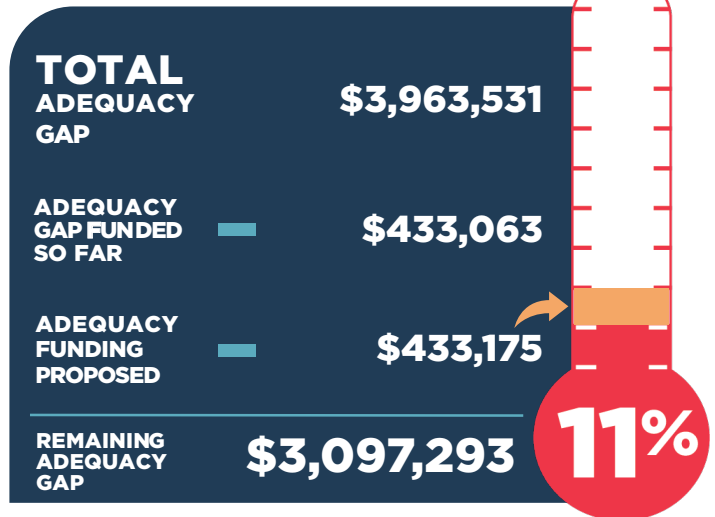 TOTAL
ADEQUACY
GAP
$3,963,531
ADEQUACY
GAP FUNDED
SO FAR
$433,063
ADEQUACY
FUNDING
PROPOSED
$433,175
REMAINING
ADEQUACY
GAP
$3,097,293
11%